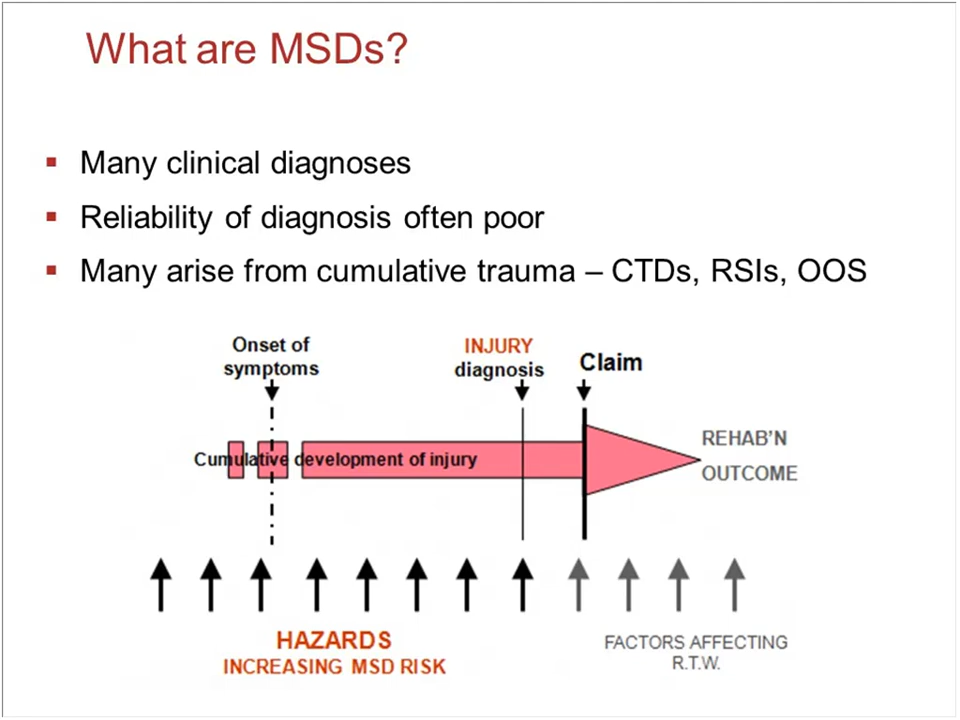 What are MSDs?
Many clinical diagnoses
Reliability of diagnosis often poor
Many arise from cumulative trauma – CTDs, RSIs, OOS
Onset of
symptoms
INJURY
diagnosis
Claim
Cumulative development of injury
REHAB'N
OUTCOME
HAZARDS
INCREASING MSD RISK
FACTORS AFFECTING
R.T.W.